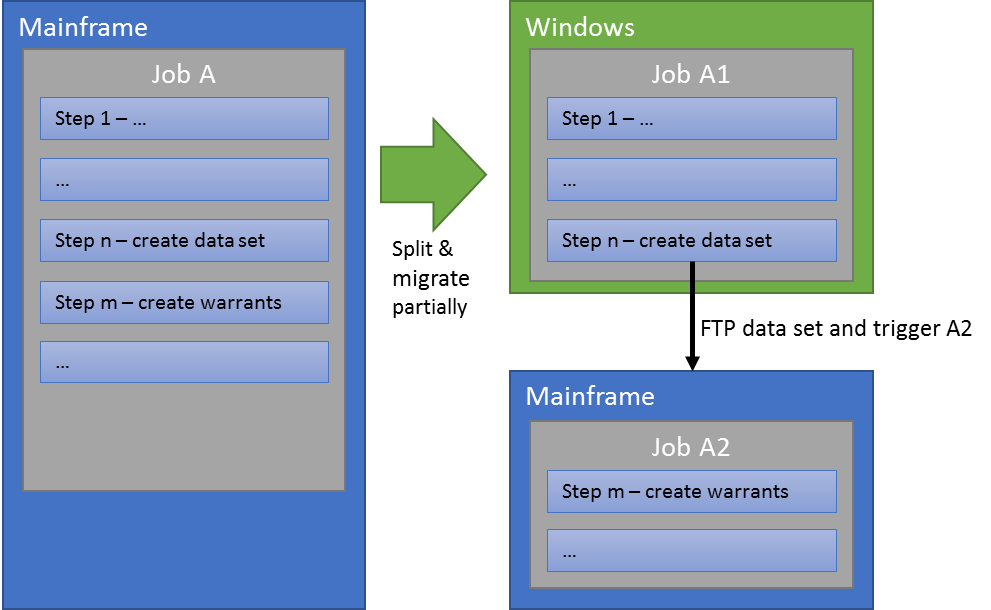 Mainframe
Job A
Step 1 – ...
...
Step n – create data set
Step m – create warrants
...
Split &
migrate
partially
Windows
Job A1
Step 1 – ...
...
Step n – create data set
FTP data set and trigger A2
Mainframe
Job A2
Step m – create warrants
...